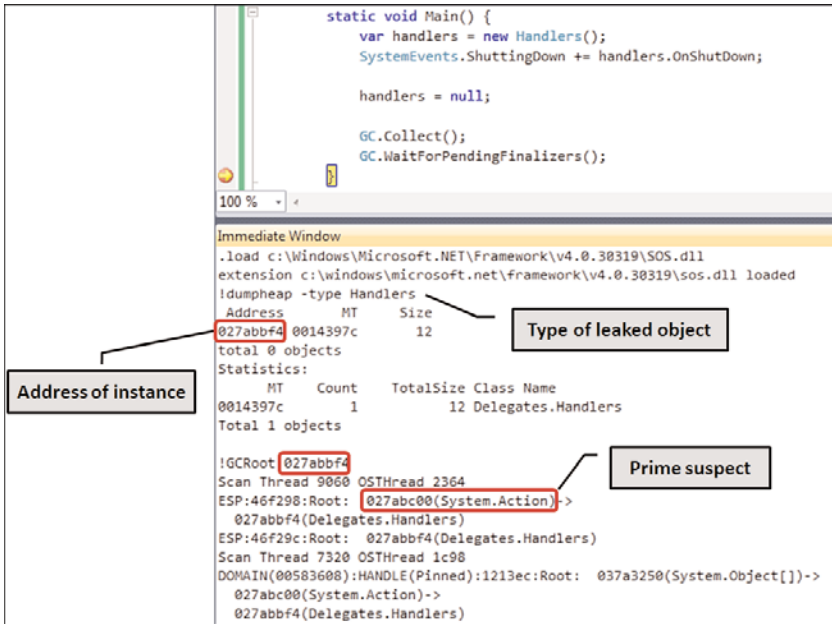 static void Main() {
var handlers = new Handlers();
SystemEvents.ShuttingDown += handlers.OnShutDown;
handlers = null;
GC.Collect();
GC.WaitForPendingFinalizers();
}
100 %
Immediate Window
.load c:\Windows\Microsoft.NET\Framework\v4.0.30319\SOS.dll
extension c:\windows\microsoft.net\framework\v4.0.30319\sos.dll loaded
!dumpheap -type Handlers
Address MT Size
027abbf4 0014397c 12
total 0 objects
Statistics:
MT Count TotalSize Class Name
0014397c 1 12 Delegates.Handlers
Total 1 objects
Type of leaked object
Address of instance
!GCRoot 027abbf4
Scan Thread 9060 OSTHread 2364
ESP:46f298:Root: 027abc00(System.Action)->
027abbf4(Delegates.Handlers)
ESP:46f29c:Root: 027abbf4(Delegates.Handlers)
Scan Thread 7320 OSTHread 1c98
DOMAIN(00583608):HANDLE(Pinned):1213ec:Root: 037a3250(System.Object[])->
027abc00(System.Action)->
027abbf4(Delegates.Handlers)
Prime suspect